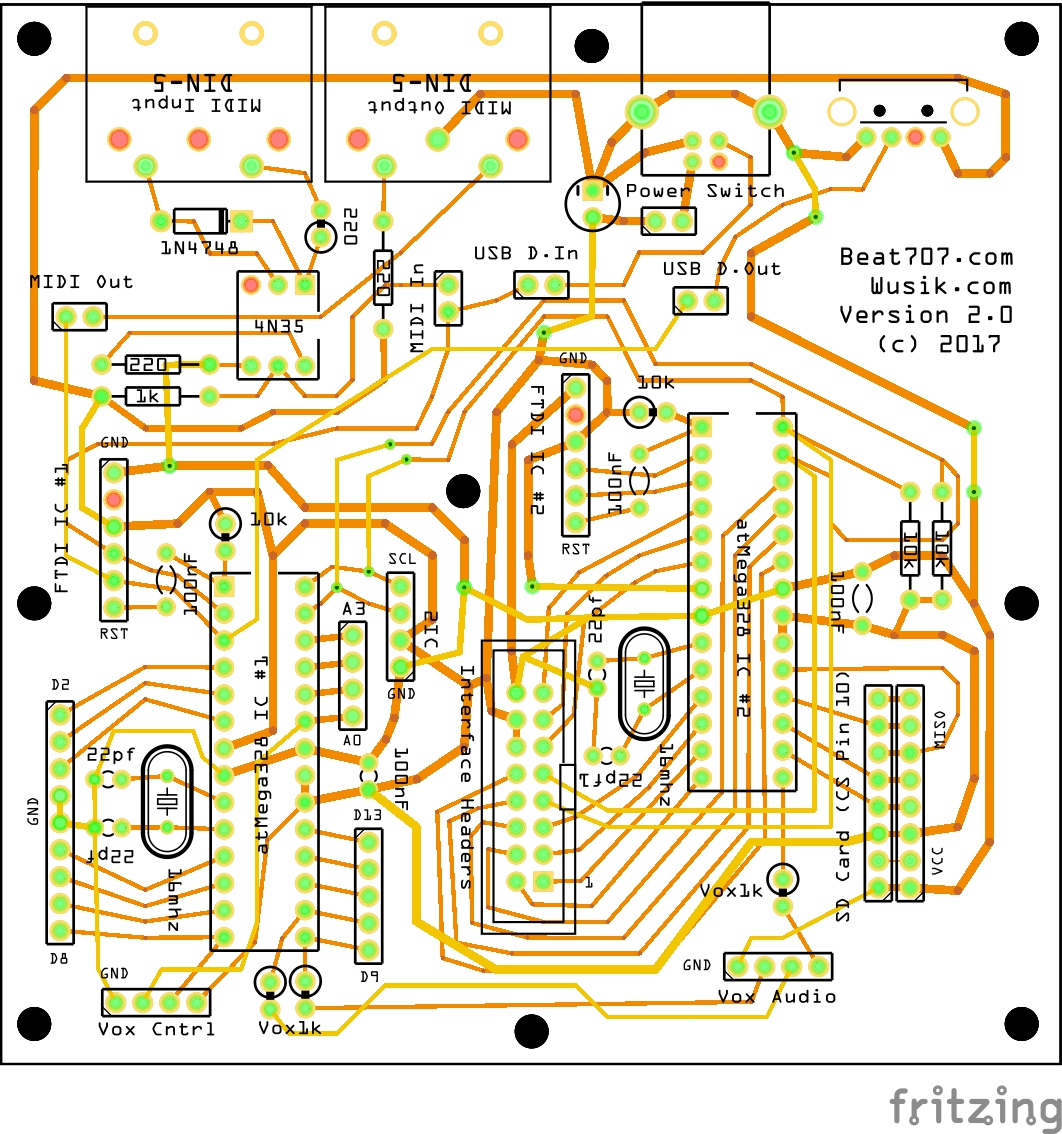 DIN-5
MIDI Input
DIN-5
MIDI Output
Power Switch
220
1N4748
220
USB D.In
USB D.Out
MIDI In
MIDI Out
4N35
220
1k
Beat707.com
Wusik.com
Version 2.0
(c) 2017
GND
FTDI IC #2
10k
100nF
RST
GND
FTDI IC #1
10k
100nF
RST
SCL
I2C
GND
A3
A0
atMega328 IC #1
atMega328 IC #2
10k
10k
100nF
22pf
22pf
16mhz
Interface Headers
1
D2
GND
D8
22pf
22pf
16mhz
100nF
D13
D9
SD Card (CS pin 10)
MISO
VCC
Vox1k
GND
Vox Audio
GND
Vox Cntrl
Vox1k
fritzing